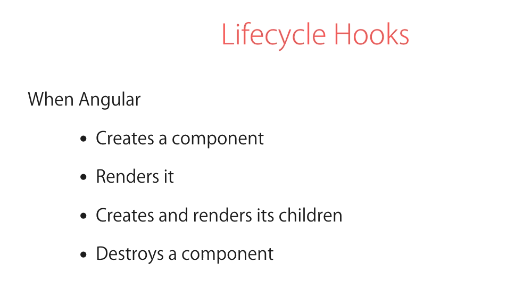 Lifecycle Hooks
When Angular
• Creates a component
• Renders it
• Creates and renders its children
• Destroys a component